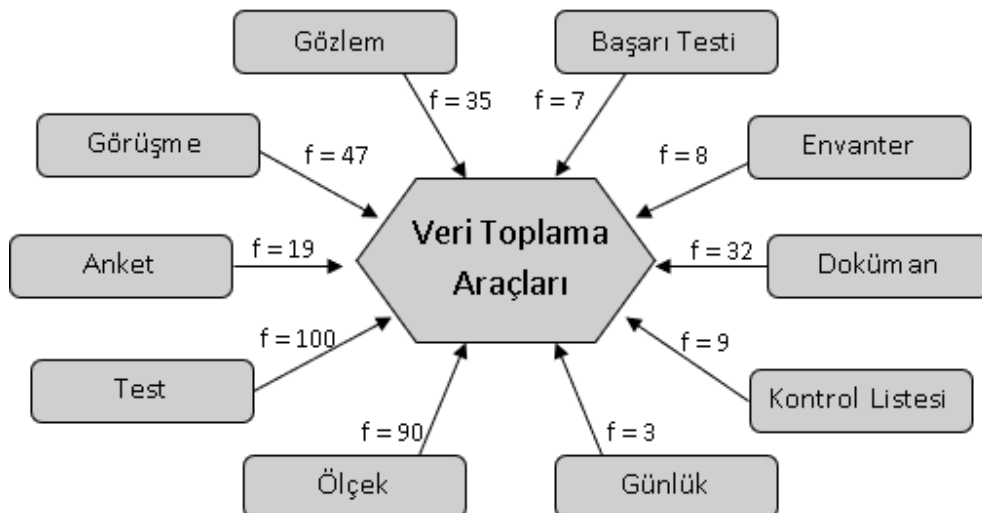 Gözlem
Başarı Testi
f = 35
f = 7
Görüşme
f = 47
f = 8
Envanter
Veri Toplama
Araçları
Anket
f = 19
f = 32
Doküman
f = 100
f = 9
Test
Kontrol Listesi
f = 90
f = 3
Ölçek
Günlük